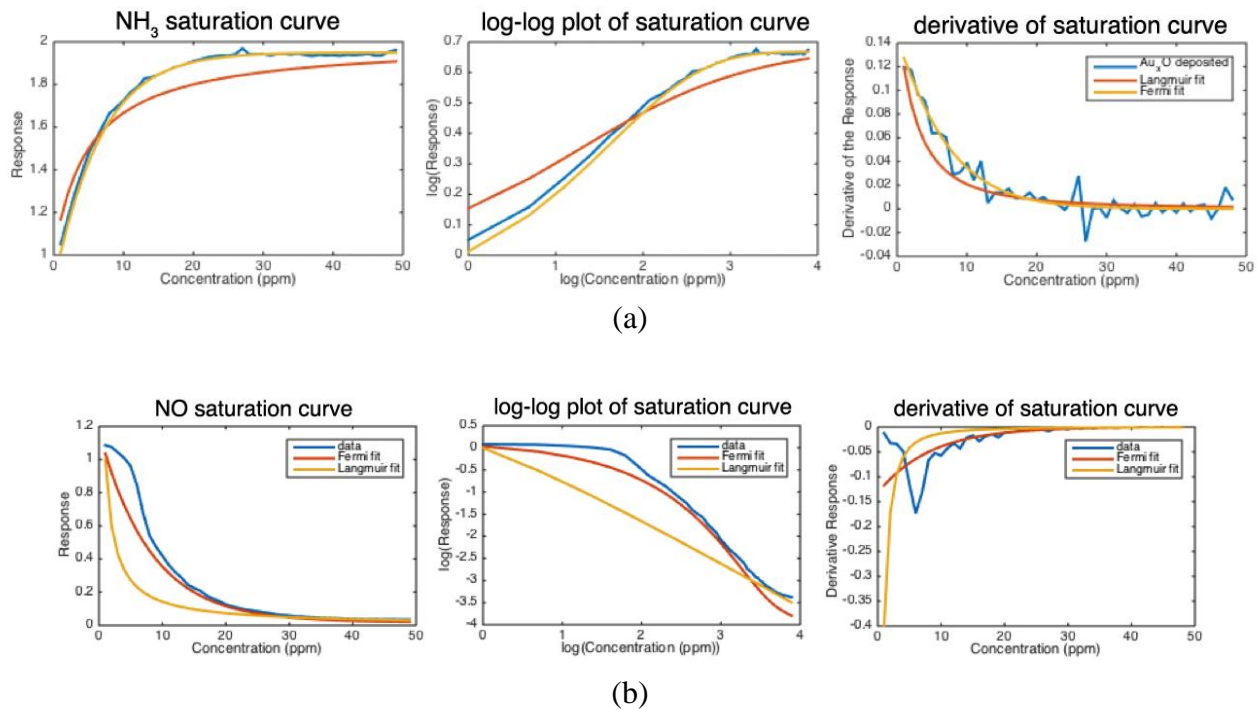 NH₃ saturation curve
log-log plot of saturation curve
derivative of saturation curve
2
1.8
1.6
1.4
1.2
1
Response
0
10
20
30
40
50
Concentration (ppm)
0.7
0.6
0.5
0.4
0.3
0.2
0.1
0
log(Response)
0
1
2
3
4
log(Concentration (ppm))
0.14
0.12
0.1
0.08
0.06
0.04
0.02
0
-0.02
-0.04
Derivative of the Response
AuₓO deposited
Langmuir fit
Fermi fit
0
10
20
30
40
50
Concentration (ppm)
(a)
NO saturation curve
log-log plot of saturation curve
derivative of saturation curve
1.2
1
0.8
0.6
0.4
0.2
0
Response
data
Fermi fit
Langmuir fit
0
10
20
30
40
50
Concentration (ppm)
0.5
0
-0.5
-1
-1.5
-2
-2.5
-3
-3.5
-4
log(Response)
data
Fermi fit
Langmuir fit
0
1
2
3
4
log(Concentration (ppm))
0
-0.05
-0.1
-0.15
-0.2
-0.25
-0.3
-0.35
-0.4
Derivative Response
data
Fermi fit
Langmuir fit
0
10
20
30
40
50
Concentration (ppm)
(b)